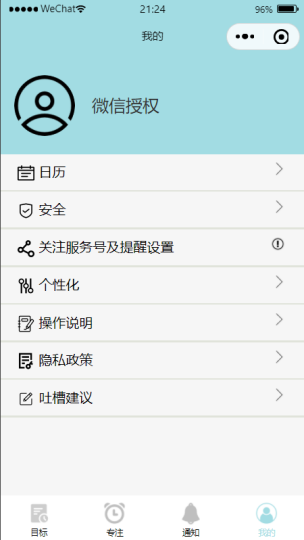 WeChat 21:24 96%
我的
微信授权
日历
安全
关注服务号及提醒设置
个性化
操作说明
隐私政策
吐槽建议
目标 专注 通知 我的